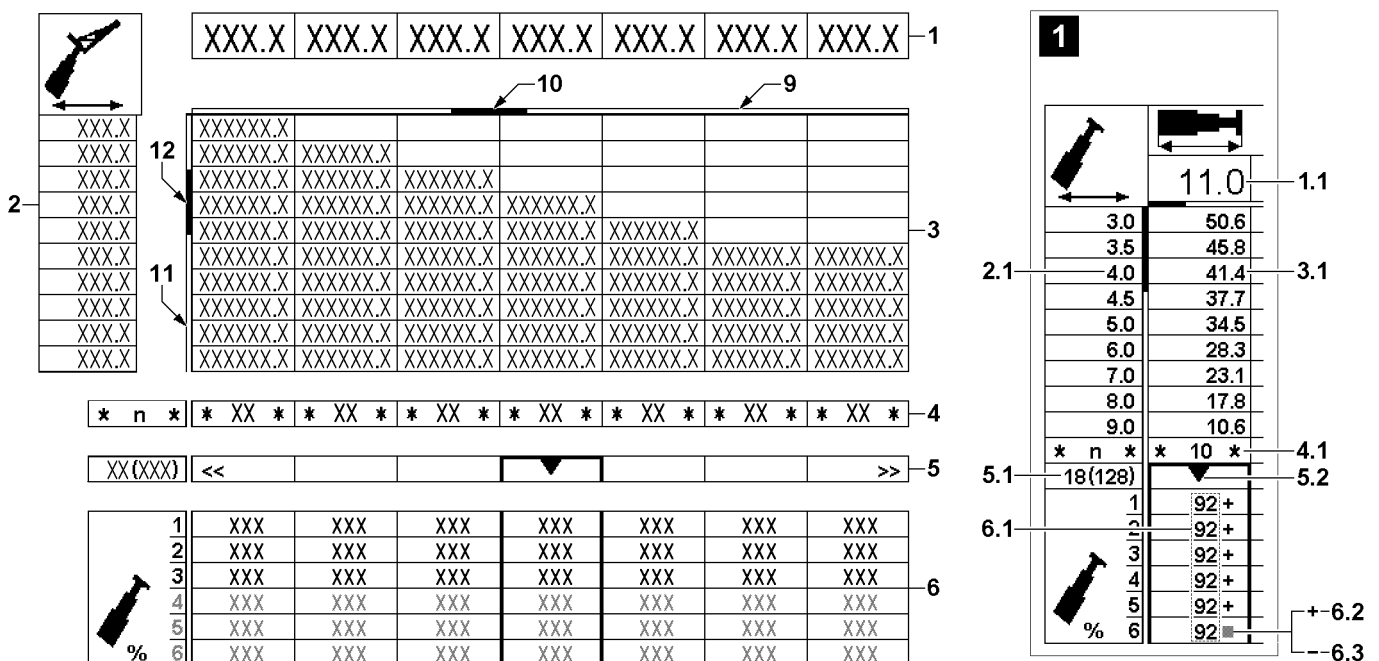 XXX.X XXX.X XXX.X XXX.X XXX.X XXX.X XXX.X 1
10 9
XXX.X XXXXXX.X
XXX.X 12 XXXXXX.X XXXXXX.X
XXX.X XXXXXX.X XXXXXX.X XXXXXX.X
2 XXX.X XXXXXX.X XXXXXX.X XXXXXX.X XXXXXX.X
XXX.X XXXXXX.X XXXXXX.X XXXXXX.X XXXXXX.X XXXXXX.X 3
XXX.X XXXXXX.X XXXXXX.X XXXXXX.X XXXXXX.X XXXXXX.X XXXXXX.X XXXXXX.X
XXX.X 11 XXXXXX.X XXXXXX.X XXXXXX.X XXXXXX.X XXXXXX.X XXXXXX.X XXXXXX.X
XXX.X XXXXXX.X XXXXXX.X XXXXXX.X XXXXXX.X XXXXXX.X XXXXXX.X XXXXXX.X
XXX.X XXXXXX.X XXXXXX.X XXXXXX.X XXXXXX.X XXXXXX.X XXXXXX.X XXXXXX.X
XXX.X XXXXXX.X XXXXXX.X XXXXXX.X XXXXXX.X XXXXXX.X XXXXXX.X XXXXXX.X
* n * * XX * * XX * * XX * * XX * * XX * * XX * * XX * 4
XX(XXX) << >> 5
1 XXX XXX XXX XXX XXX XXX XXX
2 XXX XXX XXX XXX XXX XXX XXX
3 XXX XXX XXX XXX XXX XXX XXX
6
4 XXX XXX XXX XXX XXX XXX XXX
5 XXX XXX XXX XXX XXX XXX XXX
% 6 XXX XXX XXX XXX XXX XXX XXX
1
11.0 1.1
3.0 50.6
3.5 45.8
2.1 4.0 41.4 3.1
4.5 37.7
5.0 34.5
6.0 28.3
7.0 23.1
8.0 17.8
9.0 10.6
* n * * 10 * 4.1
5.1 18(128) 5.2
1 92 +
6.1 2 92 +
3 92 +
4 92 +
5 92 +
% 6 92
+ 6.2
- 6.3